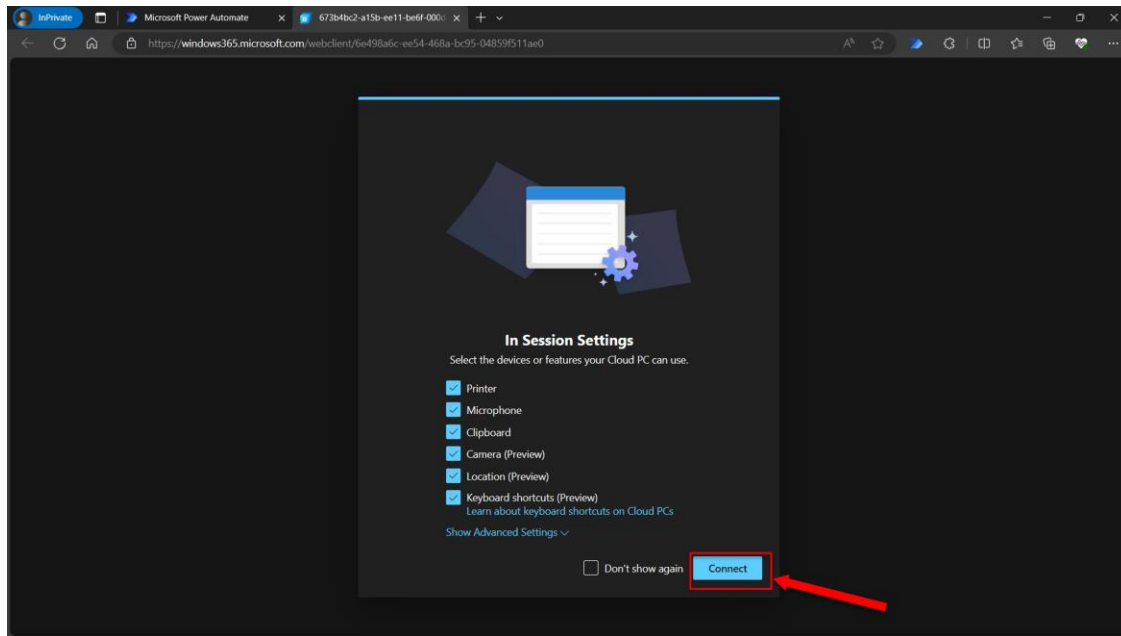 InPrivate
Microsoft Power Automate
673b4bc2-a15b-ee11-be6f-000d
https://windows365.microsoft.com/webclient/6e498a6c-ee54-468a-bc95-04859f511ae0
In Session Settings
Select the devices or features your Cloud PC can use.
Printer
Microphone
Clipboard
Camera (Preview)
Location (Preview)
Keyboard shortcuts (Preview)
Learn about keyboard shortcuts on Cloud PCs
Show Advanced Settings
Don't show again
Connect